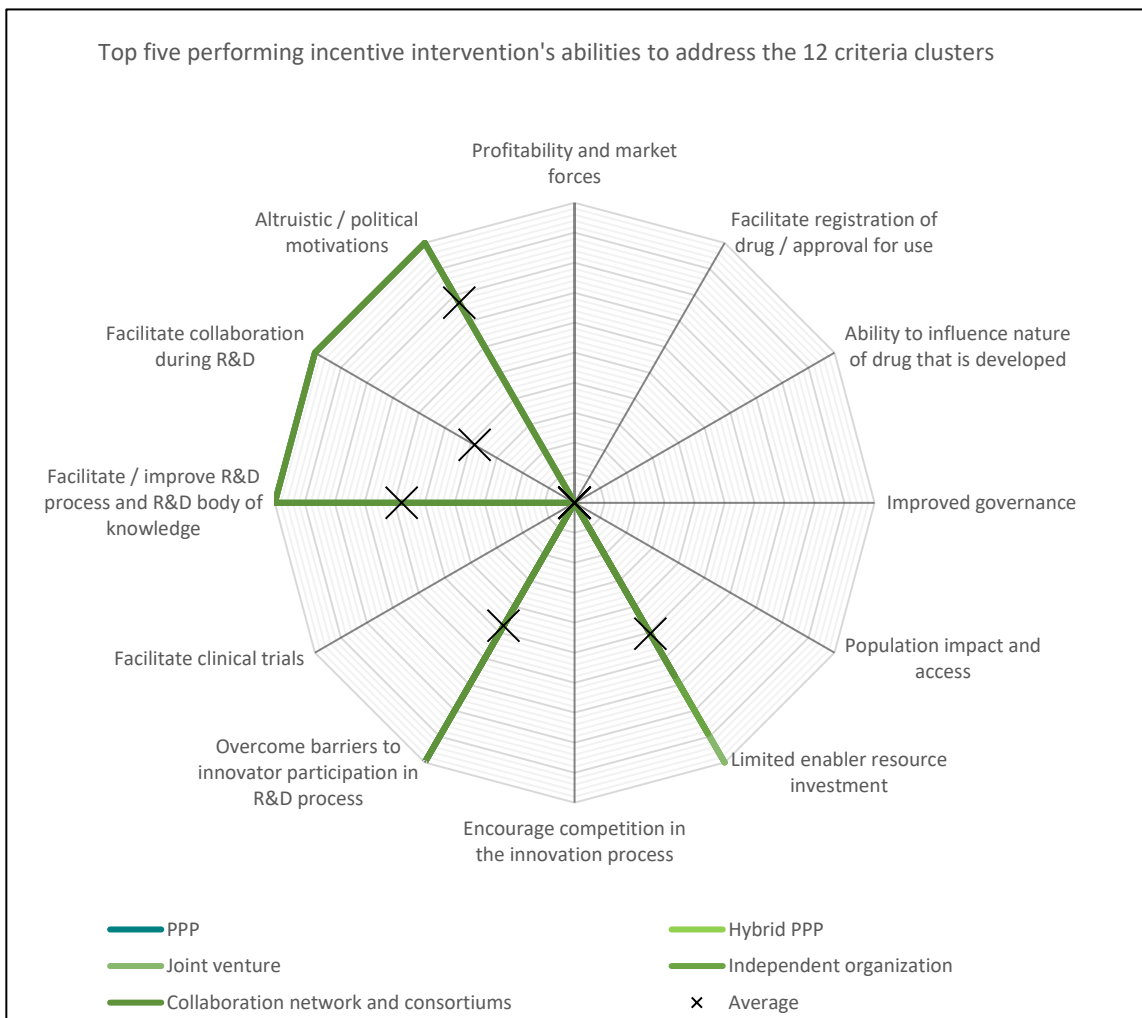 Top five performing incentive intervention's abilities to address the 12 criteria clusters
Profitability and market
forces
Facilitate registration of
drug / approval for use
Ability to influence nature
of drug that is developed
Improved governance
Population impact and
access
Limited enabler resource
investment
Encourage competition in
the innovation process
Overcome barriers to
innovator participation in
R&D process
Facilitate clinical trials
Facilitate / improve R&D
process and R&D body of
knowledge
Facilitate collaboration
during R&D
Altruistic / political
motivations
PPP
Hybrid PPP
Joint venture
Independent organization
Collaboration network and consortiums
Average